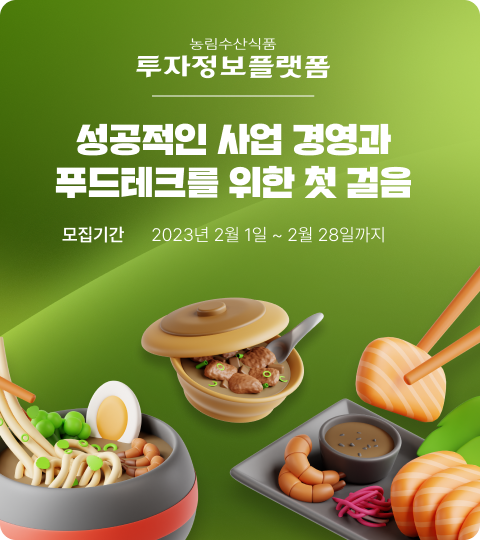 농림수산식품
투자정보플랫폼
성공적인 사업 경영과
푸드테크를 위한 첫 걸음
모집기간 2023년 2월 1일 ~ 2월 28일까지